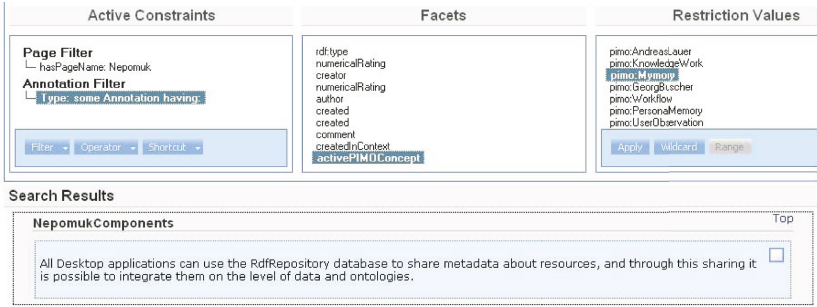 Active Constraints
Page Filter
hasPageName: Nepomuk
Annotation Filter
Type: some Annotation having:
Filter
Operator
Shortcut
Facets
rdf:type
numericalRating
creator
numericalRating
author
created
created
comment
createdInContext
activePIMOConcept
Restriction Values
pimo:AndreasLauer
pimo:KnowledgeWork
pimo:Mymory
pimo:GeorgBuscher
pimo:Workflow
pimo:PersonaMemory
pimo:UserObservation
Apply
Wildcard
Range
Search Results
NepomukComponents
Top
All Desktop applications can use the RdfRepository database to share metadata about resources, and through this sharing it
is possible to integrate them on the level of data and ontologies.